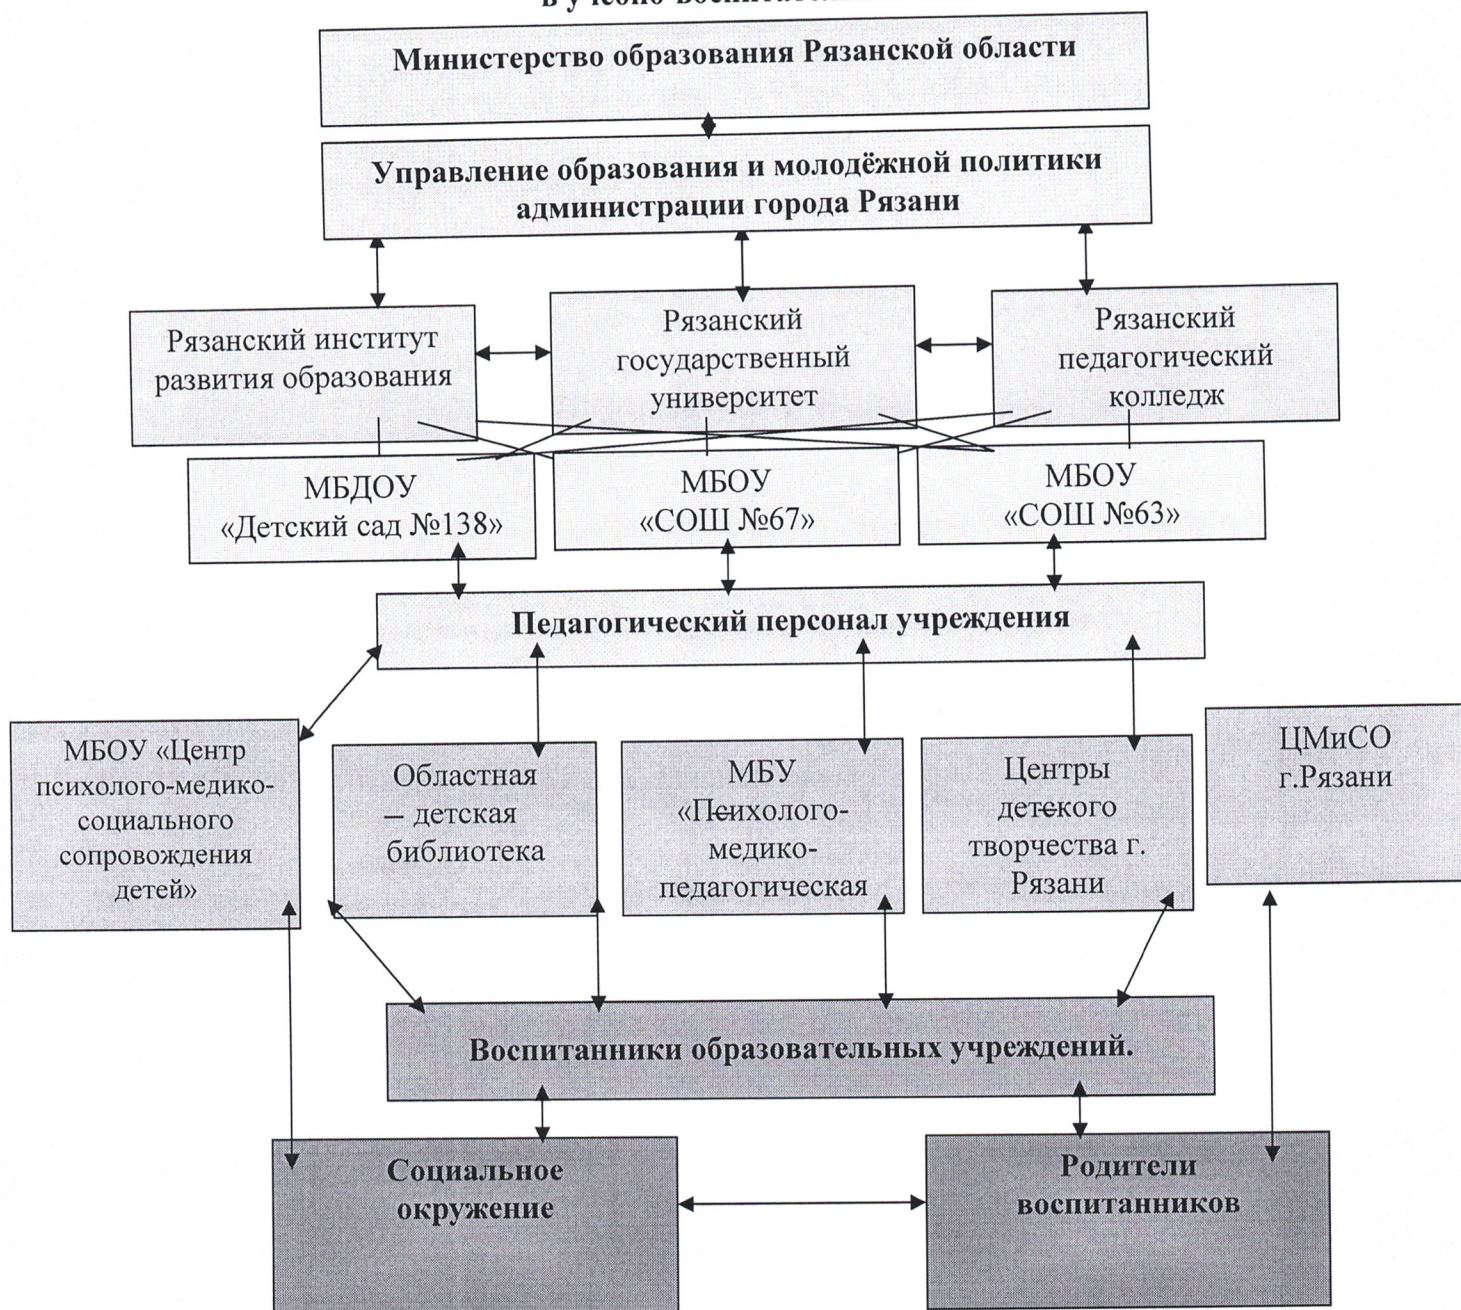 Министерство образования Рязанской области
Управление образования и молодёжной политики
администрации города Рязани
Рязанский институт
развития образования
Рязанский
государственный
университет
Рязанский
педагогический
колледж
МБДОУ
«Детский сад №138»
МБОУ
«СОШ №67»
МБОУ
«СОШ №63»
Педагогический персонал учреждения
МБОУ «Центр
психолого-медико-
социального
сопровождения
детей»
Областная
– детская
библиотека
МБУ
«Психолого-
медико-
педагогическая
Центры
детского
творчества г.
Рязани
ЦМиСО
г.Рязани
Воспитанники образовательных учреждений.
Социальное
окружение
Родители
воспитанников